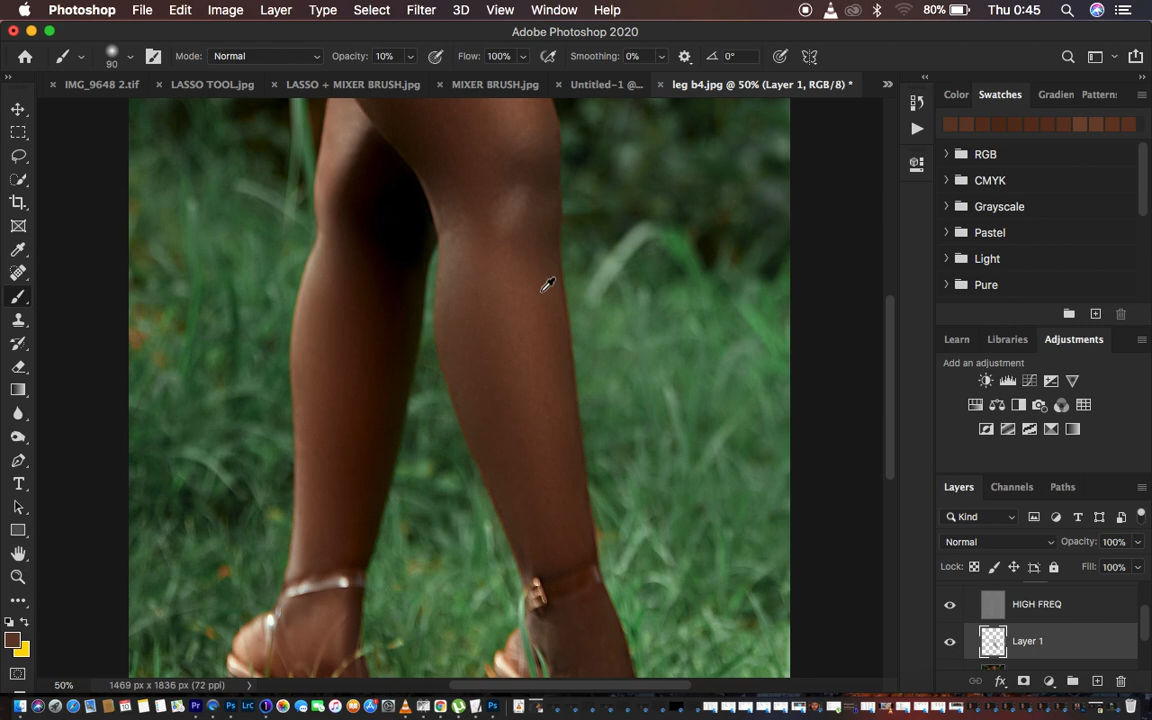 Photoshop File Edit Image Layer Type Select Filter 3D View Window Help 80% Thu 0:45
Adobe Photoshop 2020
90 Mode: Normal Opacity: 10% Flow: 100% Smoothing: 0% 0°
IMG_9648 2.tif LASSO TOOL.jpg LASSO + MIXER BRUSH.jpg MIXER BRUSH.jpg Untitled-1 @... leg b4.jpg @ 50% (Layer 1, RGB/8) *
Color Swatches Gradien Pattern:
RGB
CMYK
Grayscale
Pastel
Light
Pure
Learn Libraries Adjustments
Add an adjustment
Layers Channels Paths
Kind
Normal Opacity: 100%
Lock: Fill: 100%
HIGH FREQ
Layer 1
50% 1469 px x 1836 px (72 ppi)